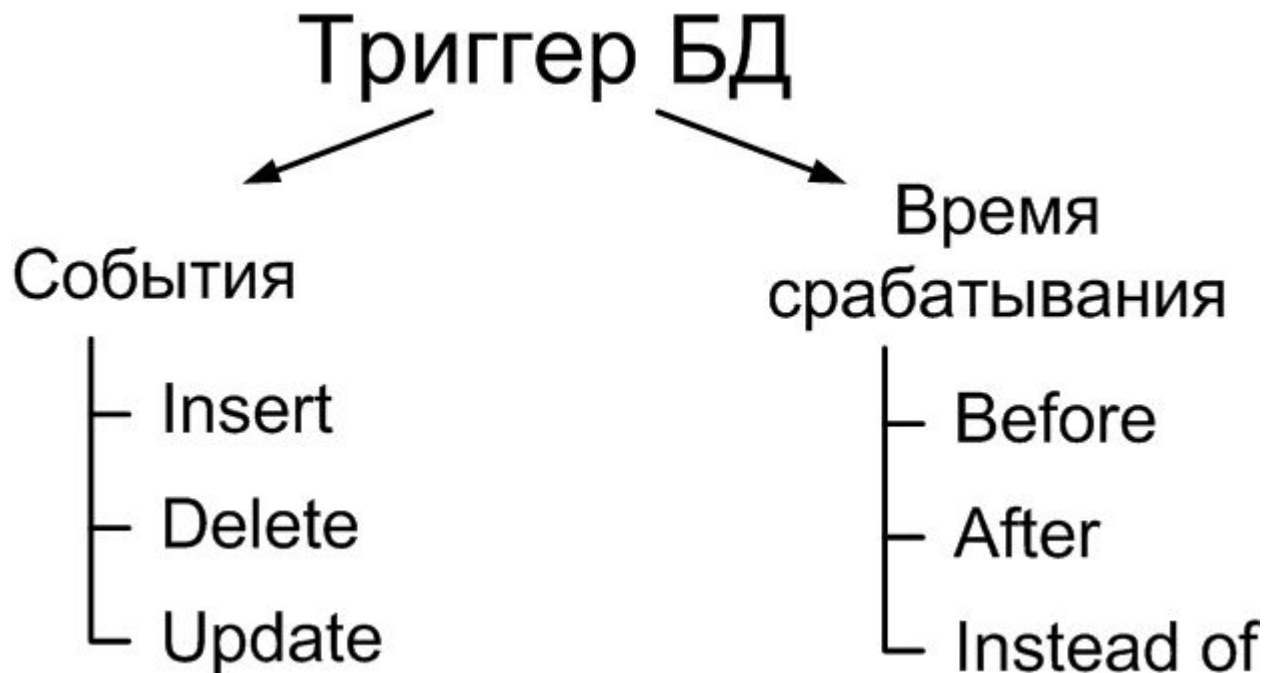 Триггер БД
События
Insert
Delete
Update
Время
срабатывания
Before
After
Instead of